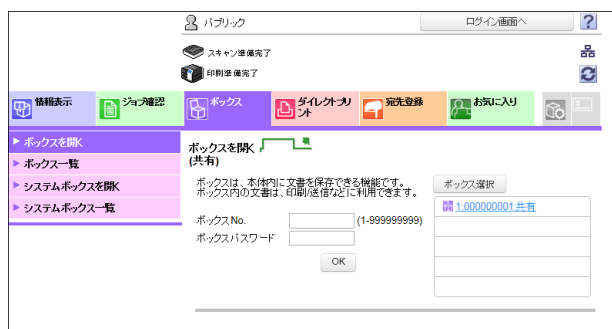 パブリック
ログイン画面へ
?
スキャン準備完了
印刷準備完了
情報表示
ジョブ確認
ボックス
ダイレクトプリ
ント
宛先登録
お気に入り
ボックスを開く
ボックス一覧
システムボックスを開く
システムボックス一覧
ボックスを開く
(共有)
ボックスは、本体内に文書を保存できる機能です。
ボックス内の文書は、印刷/送信などに利用できます。
ボックスNo.
(1-999999999)
ボックスパスワード
OK
ボックス選択
1:000000001:共有